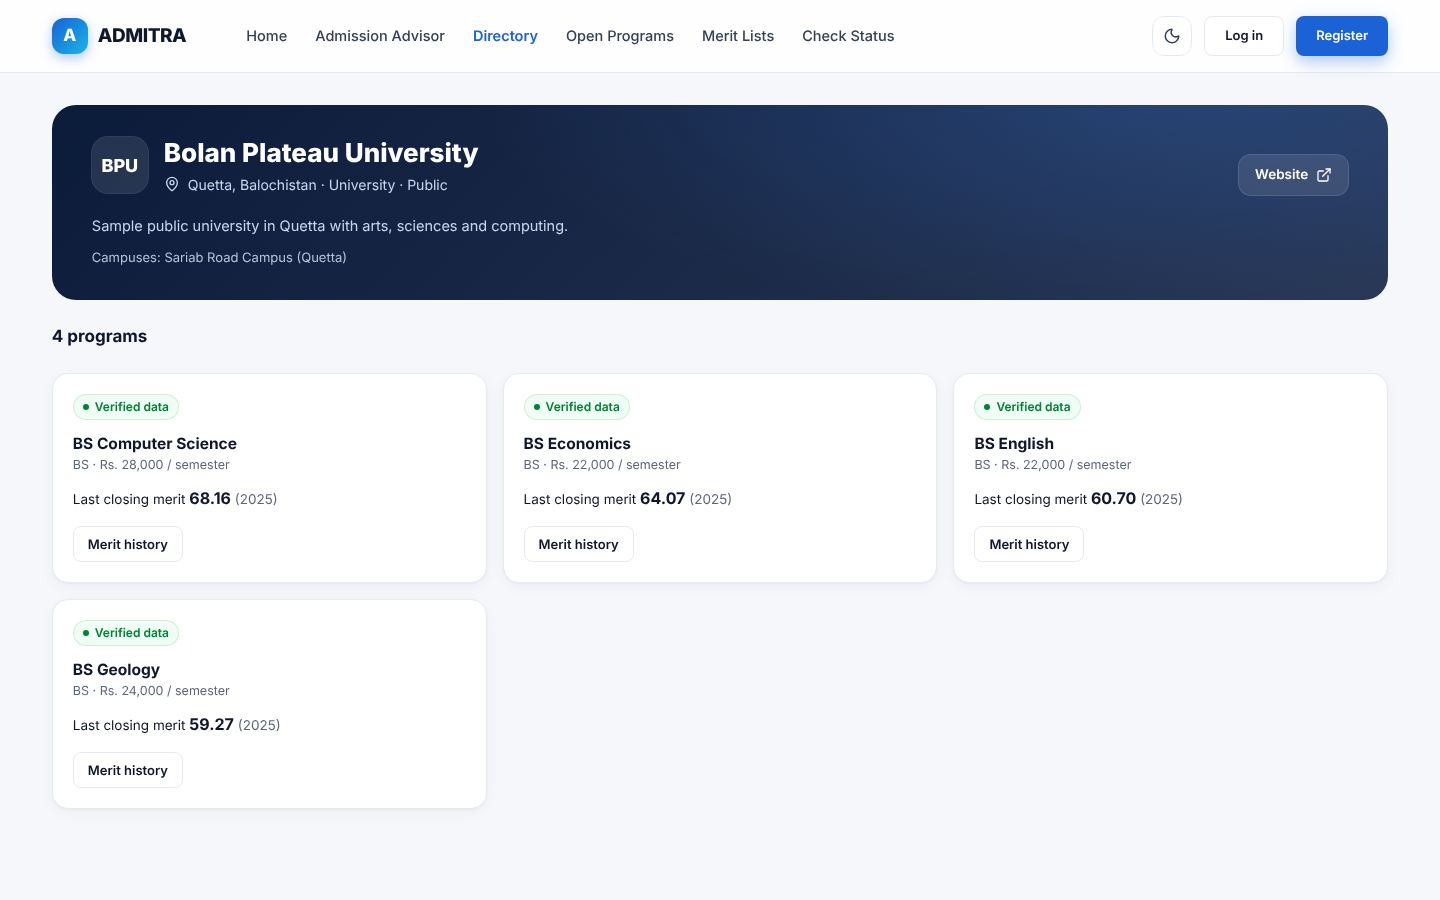 A ADMITRA Home Admission Advisor Directory Open Programs Merit Lists Check Status Log in Register
BPU
Bolan Plateau University
Quetta, Balochistan · University · Public
Website
Sample public university in Quetta with arts, sciences and computing.
Campuses: Sariab Road Campus (Quetta)
4 programs
Verified data
BS Computer Science
BS · Rs. 28,000 / semester
Last closing merit 68.16 (2025)
Merit history
Verified data
BS Economics
BS · Rs. 22,000 / semester
Last closing merit 64.07 (2025)
Merit history
Verified data
BS English
BS · Rs. 22,000 / semester
Last closing merit 60.70 (2025)
Merit history
Verified data
BS Geology
BS · Rs. 24,000 / semester
Last closing merit 59.27 (2025)
Merit history